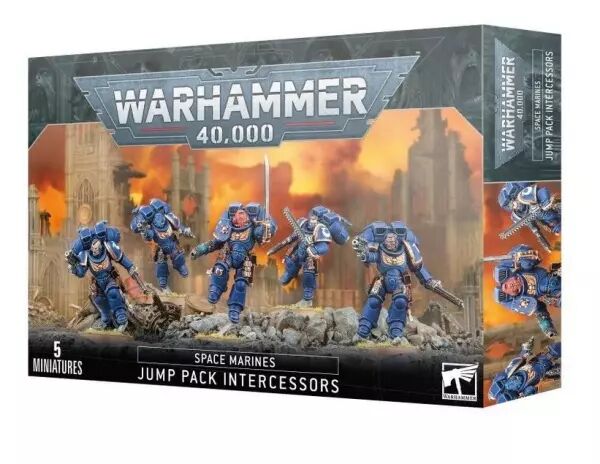 WARHAMMER
40,000
5
MINIATURES
SPACE MARINES
JUMP PACK INTERCESSORS
WARHAMMER
WARHAMMER
40,000
SPACE MARINES
JUMP PACK INTERCESSORS